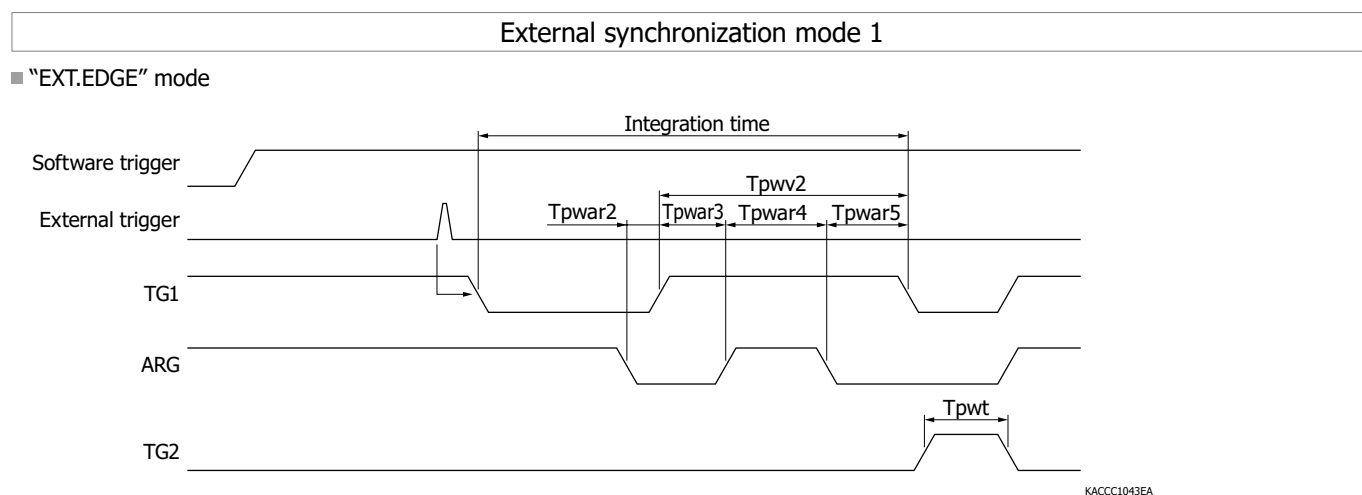 External synchronization mode 1
“EXT.EDGE” mode
Integration time
Software trigger
Tpwv2
External trigger
Tpwar2
Tpwar3
Tpwar4
Tpwar5
TG1
ARG
Tpwt
TG2
KACCC1043EA